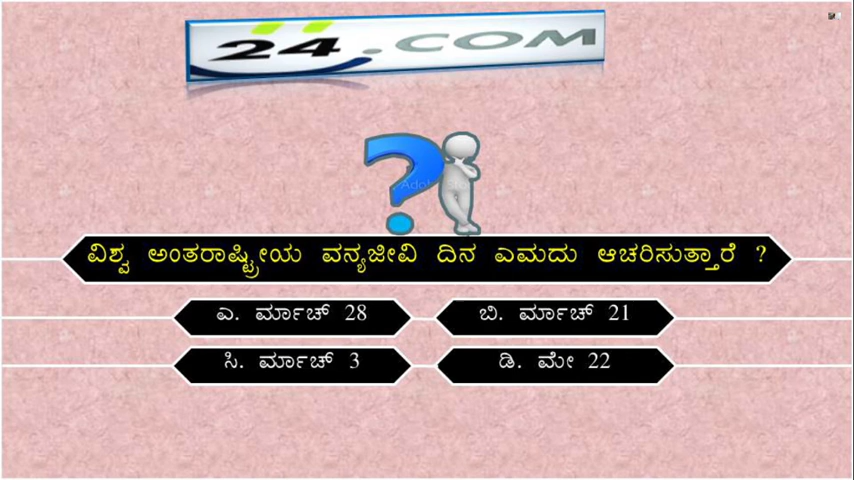 24.COM
ವಿಶ್ವ ಅಂತರಾಷ್ಟ್ರೀಯ ವನ್ಯಜೀವಿ ದಿನ ಎಮದು ಆಚರಿಸುತ್ತಾರೆ ?
ಎ. ರ್ಮಾಚ್ 28
ಬಿ. ರ್ಮಾಚ್ 21
ಸಿ. ರ್ಮಾಚ್ 3
ಡಿ. ಮೇ 22